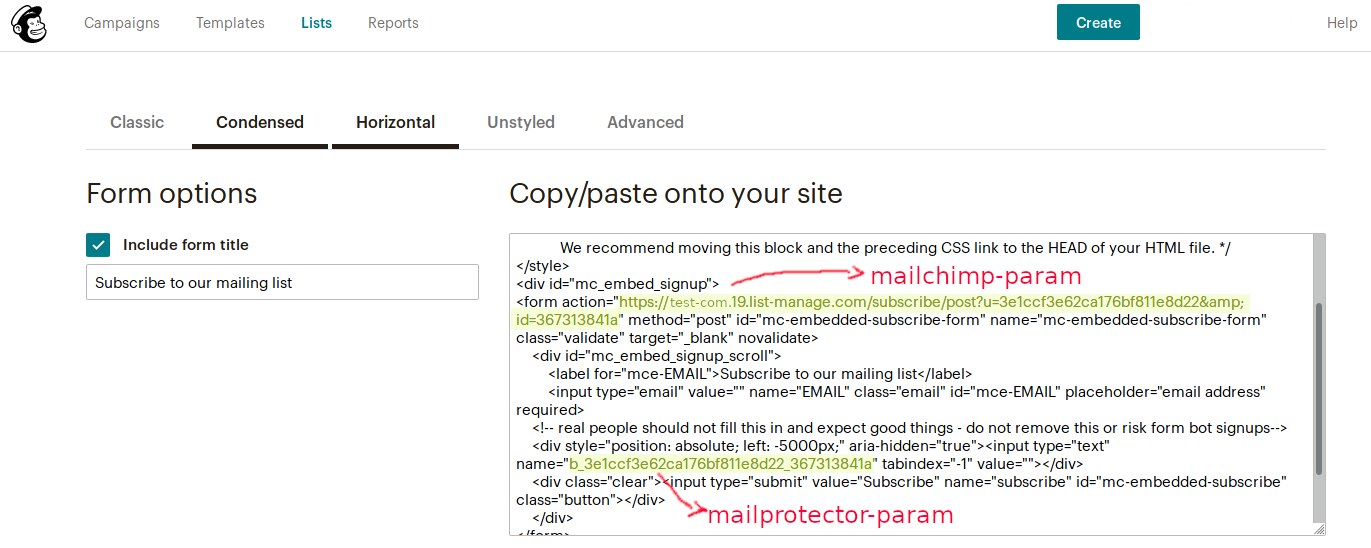 Campaigns Templates Lists Reports Create Help
Classic Condensed Horizontal Unstyled Advanced
Form options
Include form title
Subscribe to our mailing list
Copy/paste onto your site
We recommend moving this block and the preceding CSS link to the HEAD of your HTML file. */
</style>
<div id="mc_embed_signup">
mailchimp-param
<form action="https://test-com.19.list-manage.com/subscribe/post?u=3e1ccf3e62ca176bf811e8d22&amp;
id=367313841a" method="post" id="mc-embedded-subscribe-form" name="mc-embedded-subscribe-form"
class="validate" target="_blank" novalidate>
<div id="mc_embed_signup_scroll">
<label for="mce-EMAIL">Subscribe to our mailing list</label>
<input type="email" value="" name="EMAIL" class="email" id="mce-EMAIL" placeholder="email address"
required>
<!-- real people should not fill this in and expect good things - do not remove this or risk form bot signups-->
<div style="position: absolute; left: -5000px;" aria-hidden="true"><input type="text"
name="b_3e1ccf3e62ca176bf811e8d22_367313841a" tabindex="-1" value=""></div>
<div class="clear"><input type="submit" value="Subscribe" name="subscribe" id="mc-embedded-subscribe"
class="button"></div>
mailprotector-param
</div>
</form>